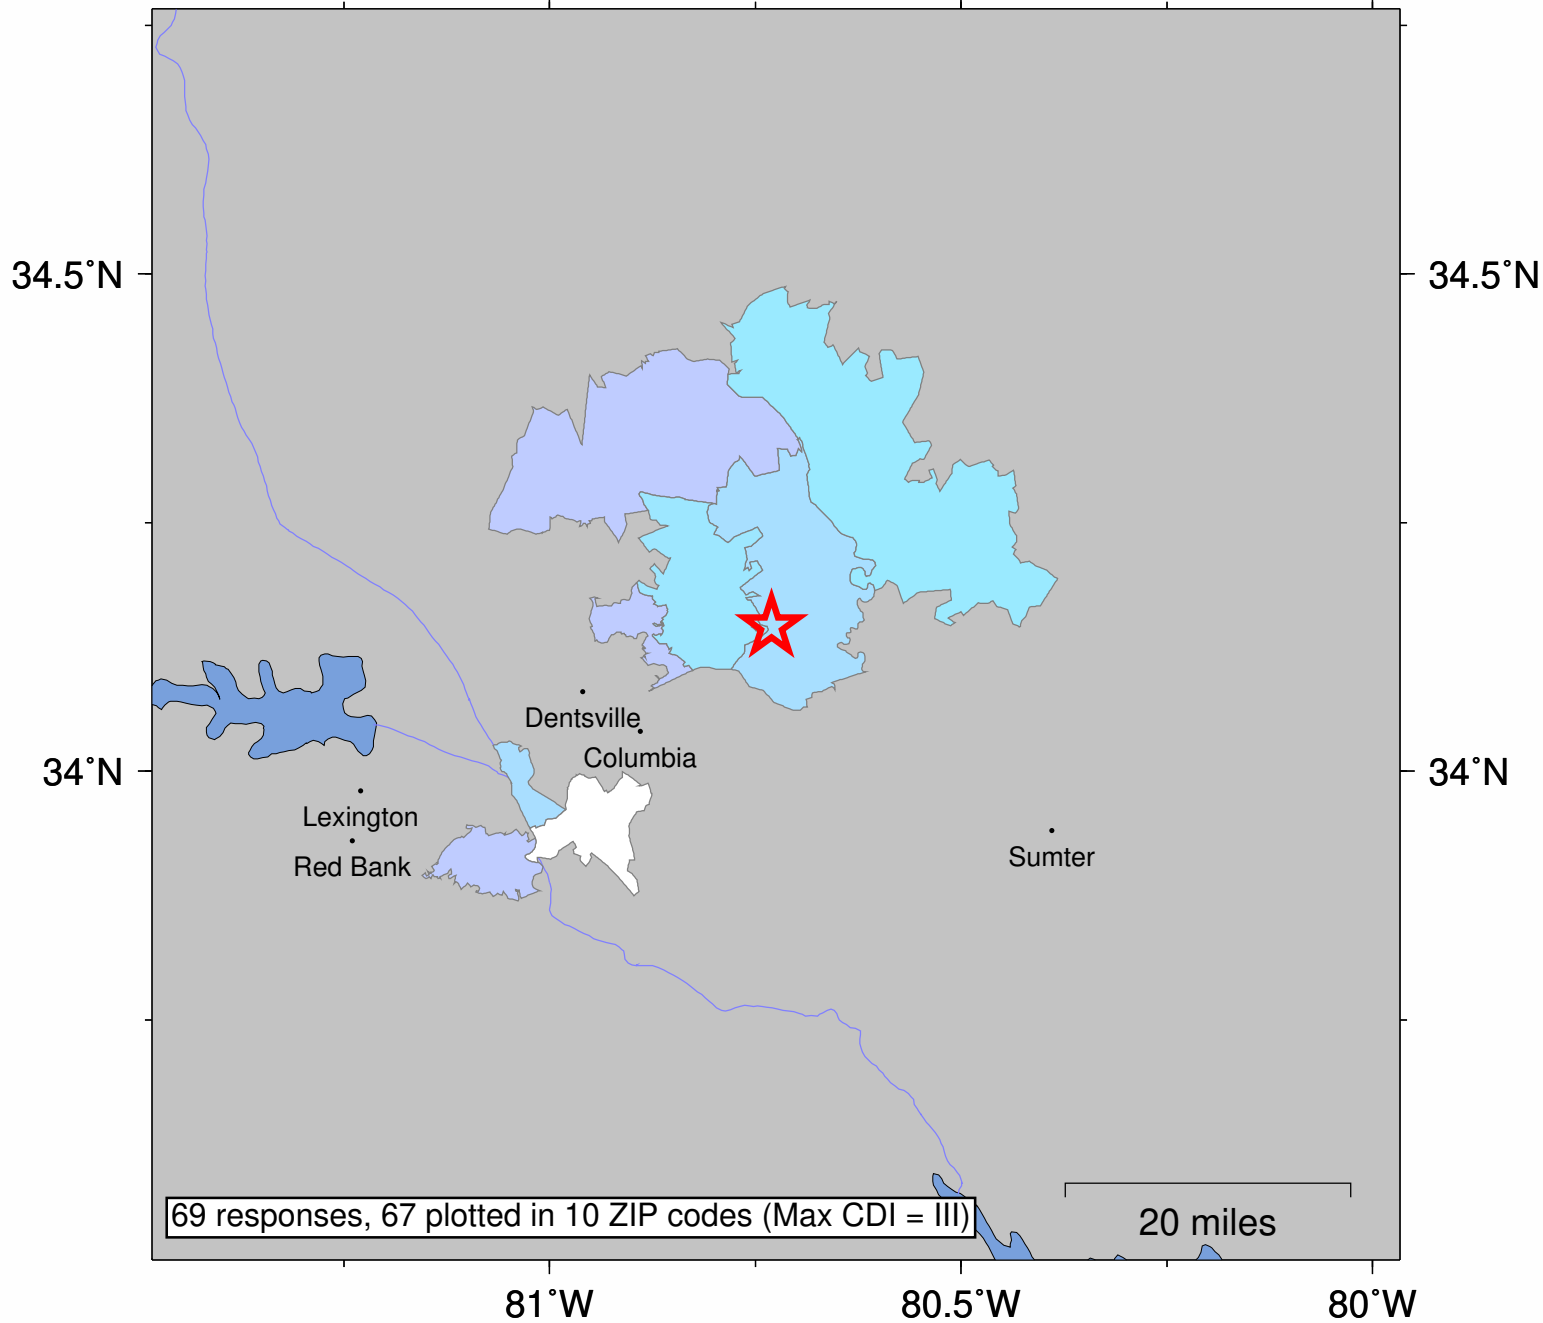 34.5°N
34.5°N
Dentsville
Columbia
34°N
34°N
Lexington
Red Bank
Sumter
69 responses, 67 plotted in 10 ZIP codes (Max CDI = III)
20 miles
81°W
80.5°W
80°W